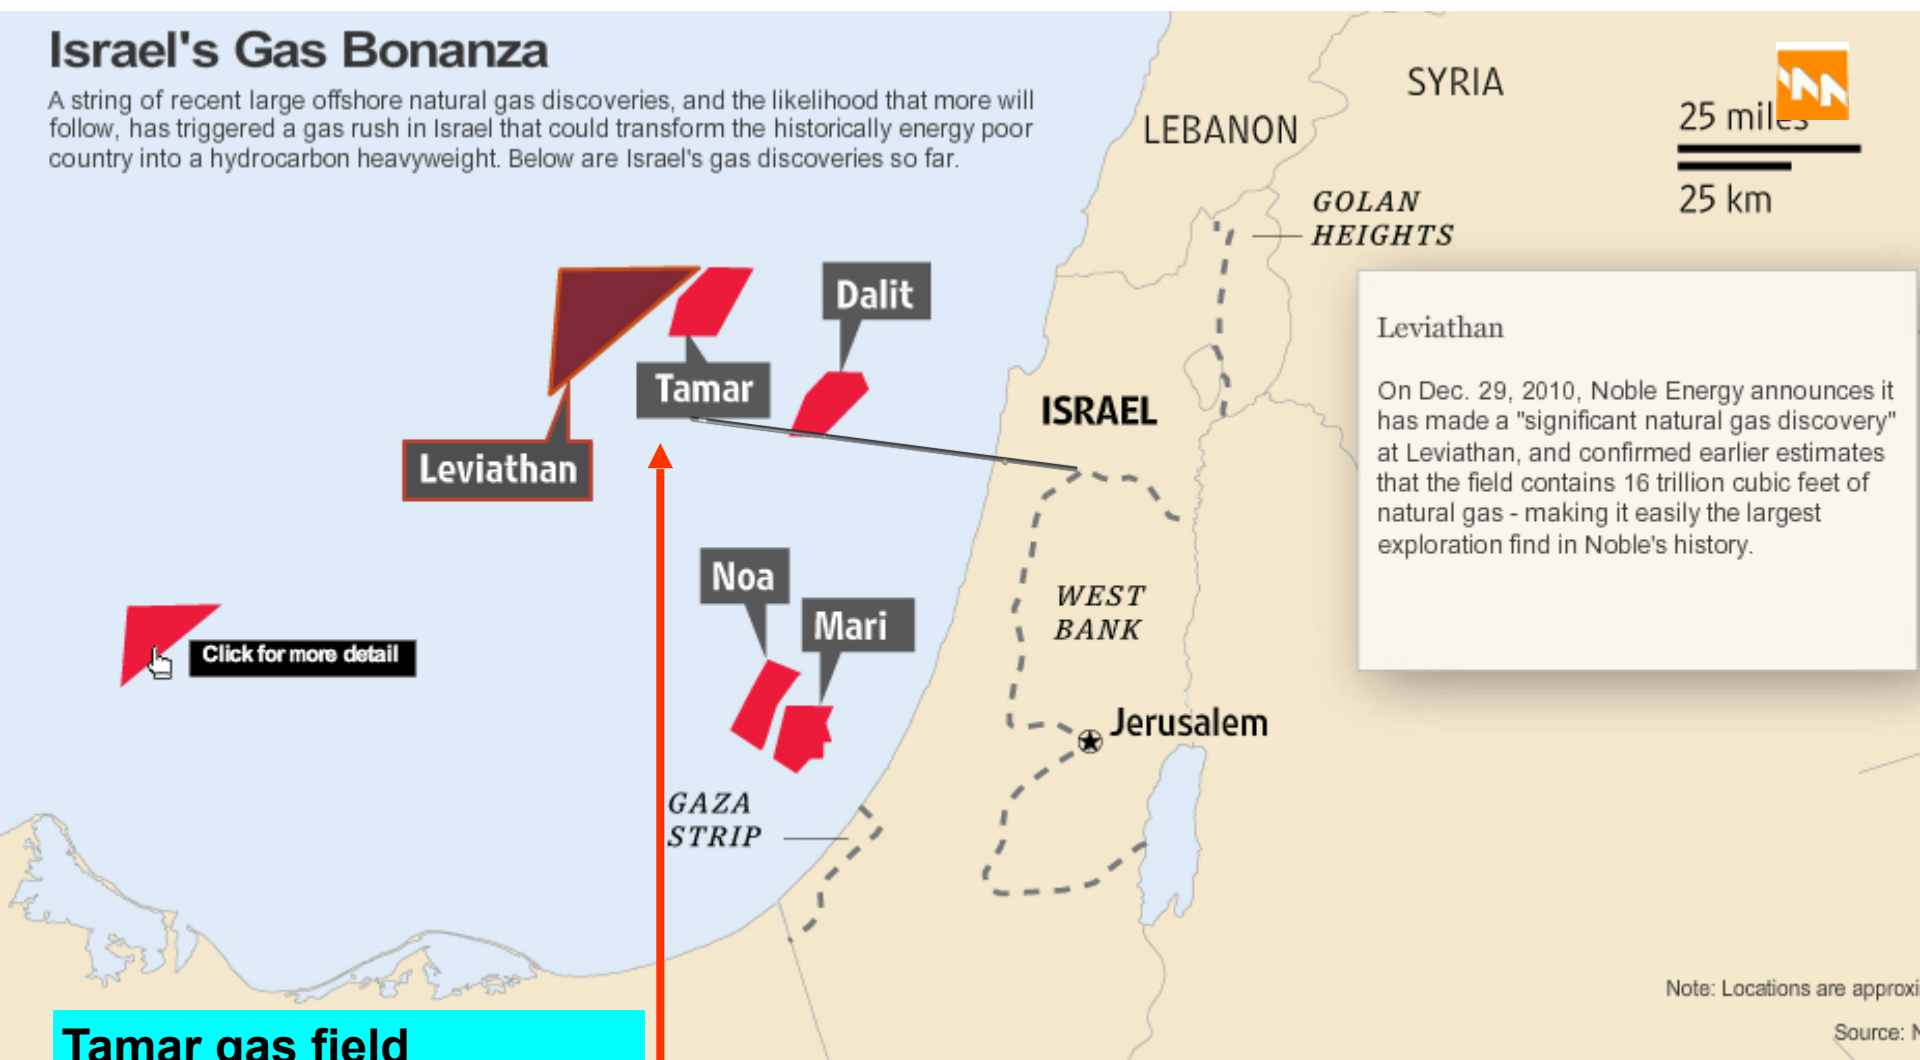 Israel's Gas Bonanza
A string of recent large offshore natural gas discoveries, and the likelihood that more will
follow, has triggered a gas rush in Israel that could transform the historically energy poor
country into a hydrocarbon heavyweight. Below are Israel's gas discoveries so far.
SYRIA
LEBANON
25 miles
25 km
GOLAN
HEIGHTS
Dalit
Tamar
Leviathan
ISRAEL
Leviathan
On Dec. 29, 2010, Noble Energy announces it
has made a "significant natural gas discovery"
at Leviathan, and confirmed earlier estimates
that the field contains 16 trillion cubic feet of
natural gas - making it easily the largest
exploration find in Noble's history.
Noa
Mari
WEST
BANK
Click for more detail
Jerusalem
GAZA
STRIP
Note: Locations are approxi
Source: N
Tamar gas field